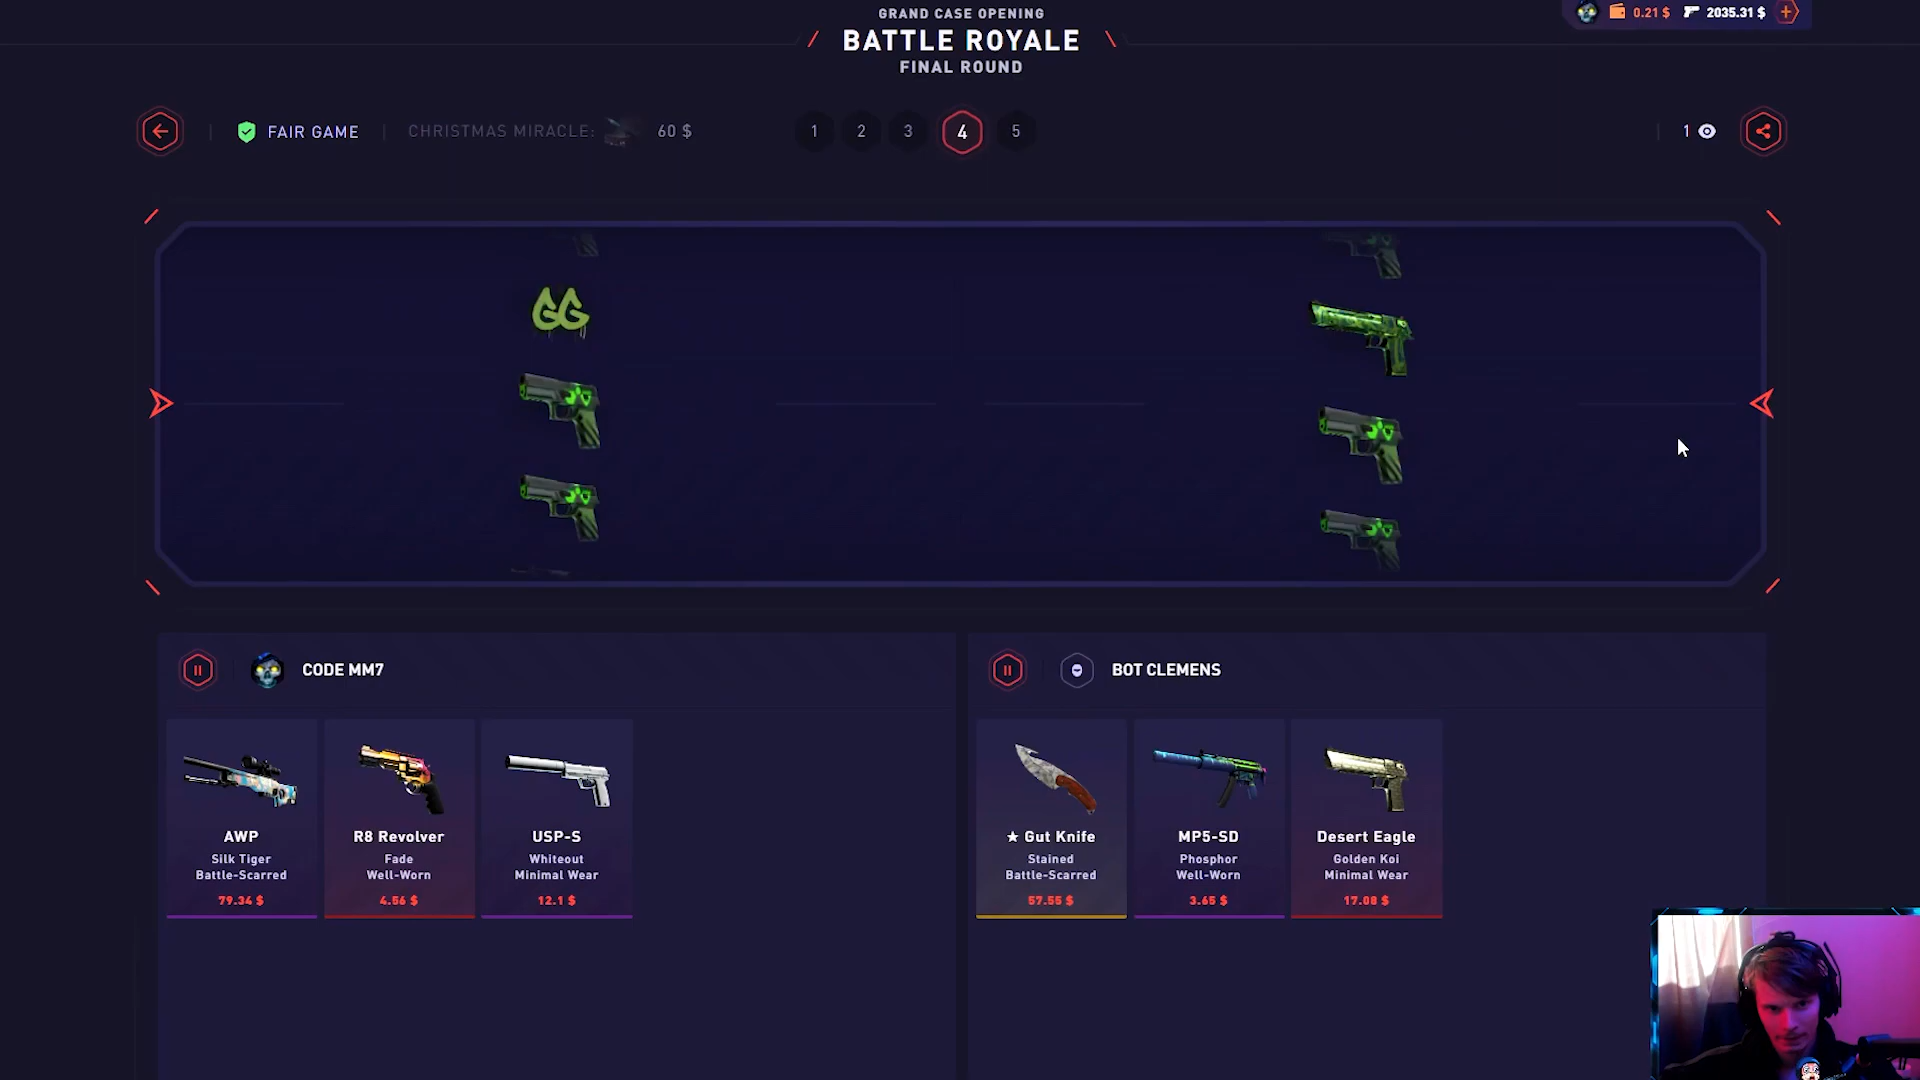 GRAND CASE OPENING
BATTLE ROYALE
FINAL ROUND
0.21 $
2035.31 $
FAIR GAME
CHRISTMAS MIRACLE:
60 $
1
2
3
4
5
1
GG
CODE MM7
BOT CLEMENS
AWP
Silk Tiger
Battle-Scarred
79.34 $
R8 Revolver
Fade
Well-Worn
4.56 $
USP-S
Whiteout
Minimal Wear
12.1 $
★ Gut Knife
Stained
Battle-Scarred
57.55 $
MP5-SD
Phosphor
Well-Worn
3.65 $
Desert Eagle
Golden Koi
Minimal Wear
17.08 $